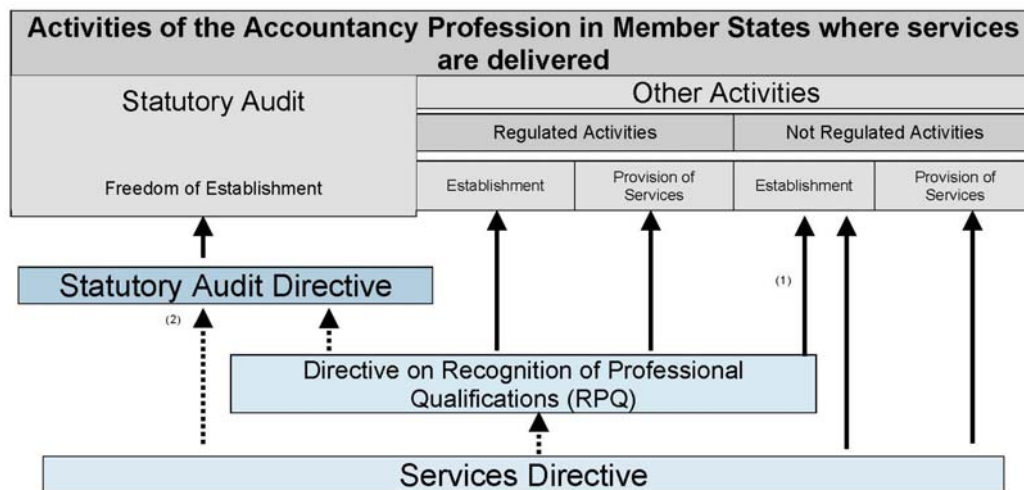 Activities of the Accountancy Profession in Member States where services
are delivered
Statutory Audit
Other Activities
Regulated Activities
Not Regulated Activities
Freedom of Establishment
Establishment
Provision of
Services
Establishment
Provision of
Services
(1)
Statutory Audit Directive
(2)
Directive on Recognition of Professional
Qualifications (RPQ)
Services Directive